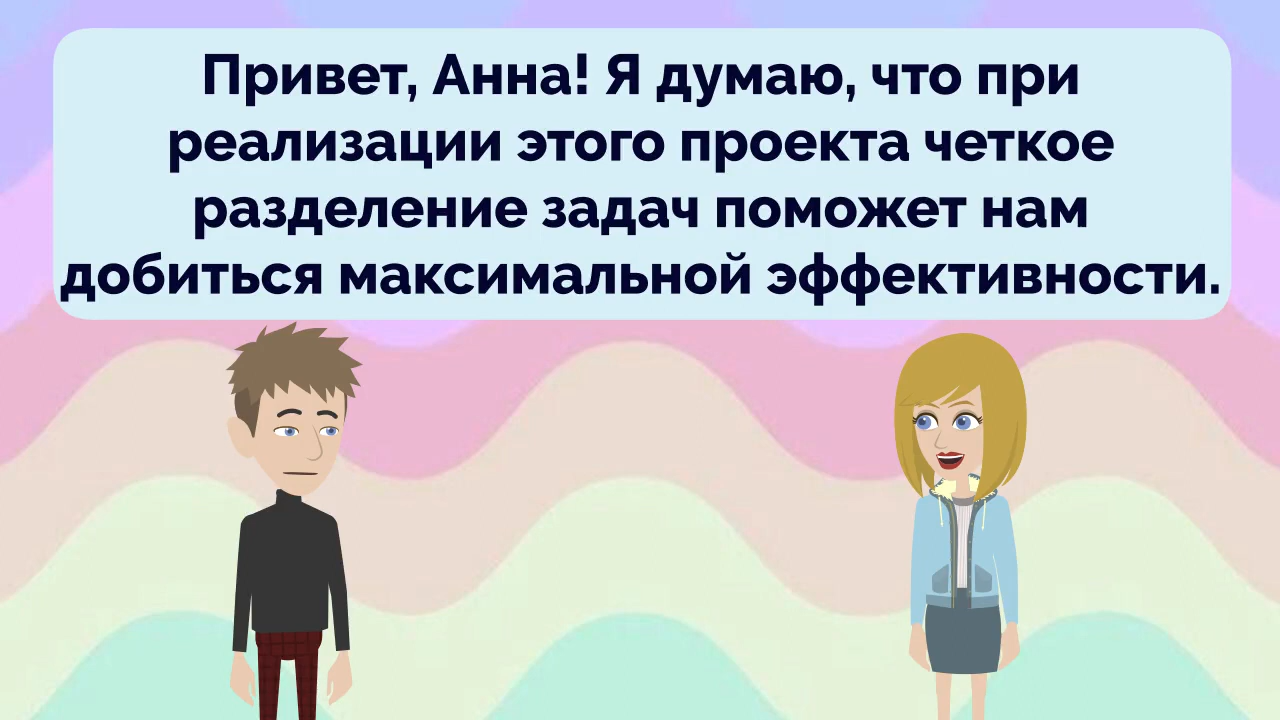 Привет, Анна! Я думаю, что при
реализации этого проекта четкое
разделение задач поможет нам
добиться максимальной эффективности.